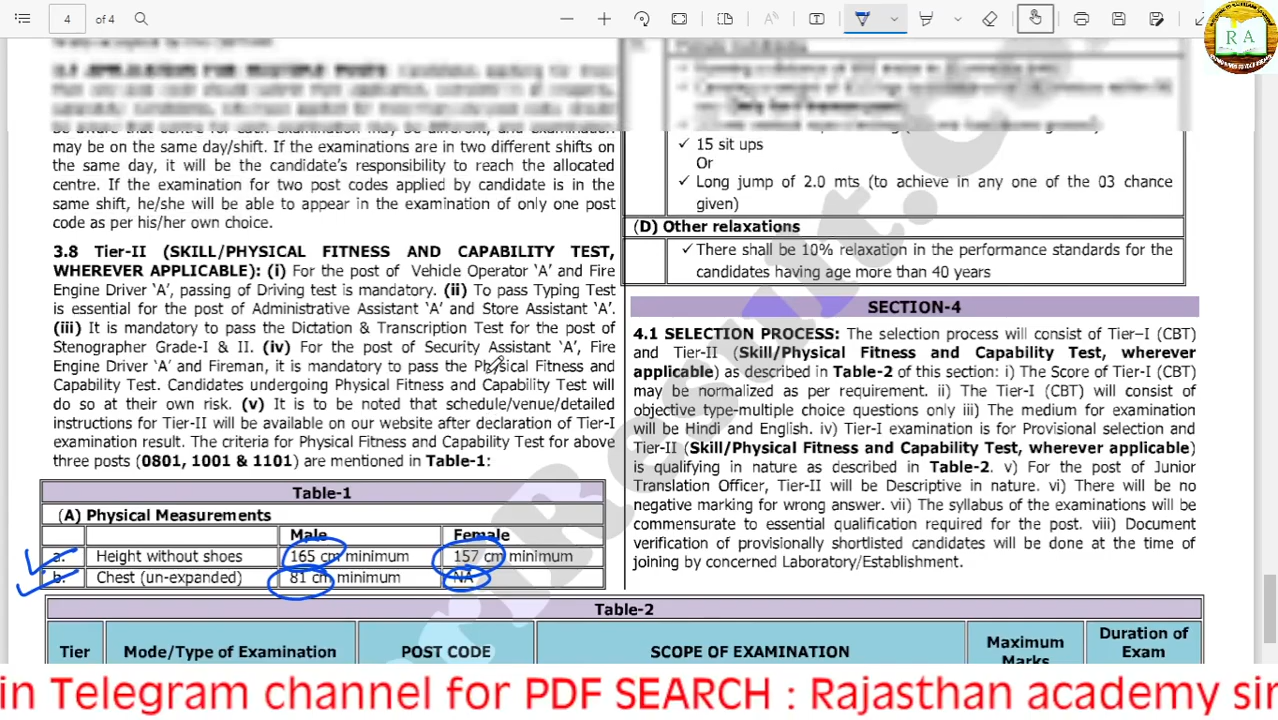 4 of 4
RA
be aware that centre for each examination may be different, and examination
may be on the same day/shift. If the examinations are in two different shifts on
the same day, it will be the candidate's responsibility to reach the allocated
centre. If the examination for two post codes applied by candidate is in the
same shift, he/she will be able to appear in the examination of only one post
code as per his/her own choice.
3.8 Tier-II (SKILL/PHYSICAL FITNESS AND CAPABILITY TEST,
WHEREVER APPLICABLE): (i) For the post of Vehicle Operator 'A' and Fire
Engine Driver 'A', passing of Driving test is mandatory. (ii) To pass Typing Test
is essential for the post of Administrative Assistant 'A' and Store Assistant 'A'.
(iii) It is mandatory to pass the Dictation & Transcription Test for the post of
Stenographer Grade-I & II. (iv) For the post of Security Assistant 'A', Fire
Engine Driver 'A' and Fireman, it is mandatory to pass the Physical Fitness and
Capability Test. Candidates undergoing Physical Fitness and Capability Test will
do so at their own risk. (v) It is to be noted that schedule/venue/detailed
instructions for Tier-II will be available on our website after declaration of Tier-I
examination result. The criteria for Physical Fitness and Capability Test for above
three posts (0801, 1001 & 1101) are mentioned in Table-1:
Table-1
(A) Physical Measurements
Male Female
a. Height without shoes 165 cm minimum 157 cm minimum
b. Chest (un-expanded) 81 cm minimum NA
✓ 15 sit ups
Or
✓ Long jump of 2.0 mts (to achieve in any one of the 03 chance
given)
(D) Other relaxations
✓ There shall be 10% relaxation in the performance standards for the
candidates having age more than 40 years
SECTION-4
4.1 SELECTION PROCESS: The selection process will consist of Tier–I (CBT)
and Tier-II (Skill/Physical Fitness and Capability Test, wherever
applicable) as described in Table-2 of this section: i) The Score of Tier-I (CBT)
may be normalized as per requirement. ii) The Tier-I (CBT) will consist of
objective type-multiple choice questions only iii) The medium for examination
will be Hindi and English. iv) Tier-I examination is for Provisional selection and
Tier-II (Skill/Physical Fitness and Capability Test, wherever applicable)
is qualifying in nature as described in Table-2. v) For the post of Junior
Translation Officer, Tier-II will be Descriptive in nature. vi) There will be no
negative marking for wrong answer. vii) The syllabus of the examinations will be
commensurate to essential qualification required for the post. viii) Document
verification of provisionally shortlisted candidates will be done at the time of
joining by concerned Laboratory/Establishment.
Table-2
Tier Mode/Type of Examination POST CODE SCOPE OF EXAMINATION Maximum Marks Duration of Exam
in Telegram channel for PDF SEARCH : Rajasthan academy sir